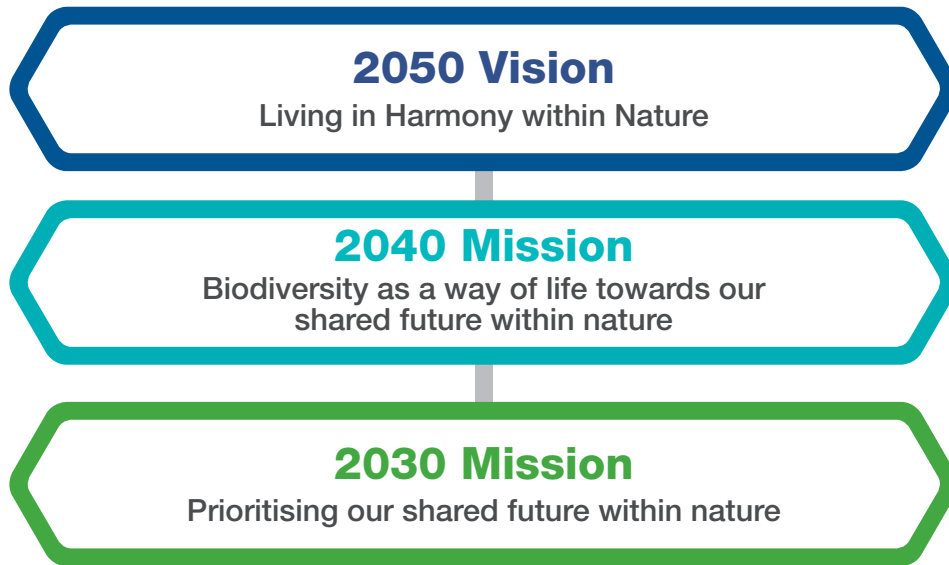 2050 Vision
Living in Harmony within Nature
2040 Mission
Biodiversity as a way of life towards our
shared future within nature
2030 Mission
Prioritising our shared future within nature